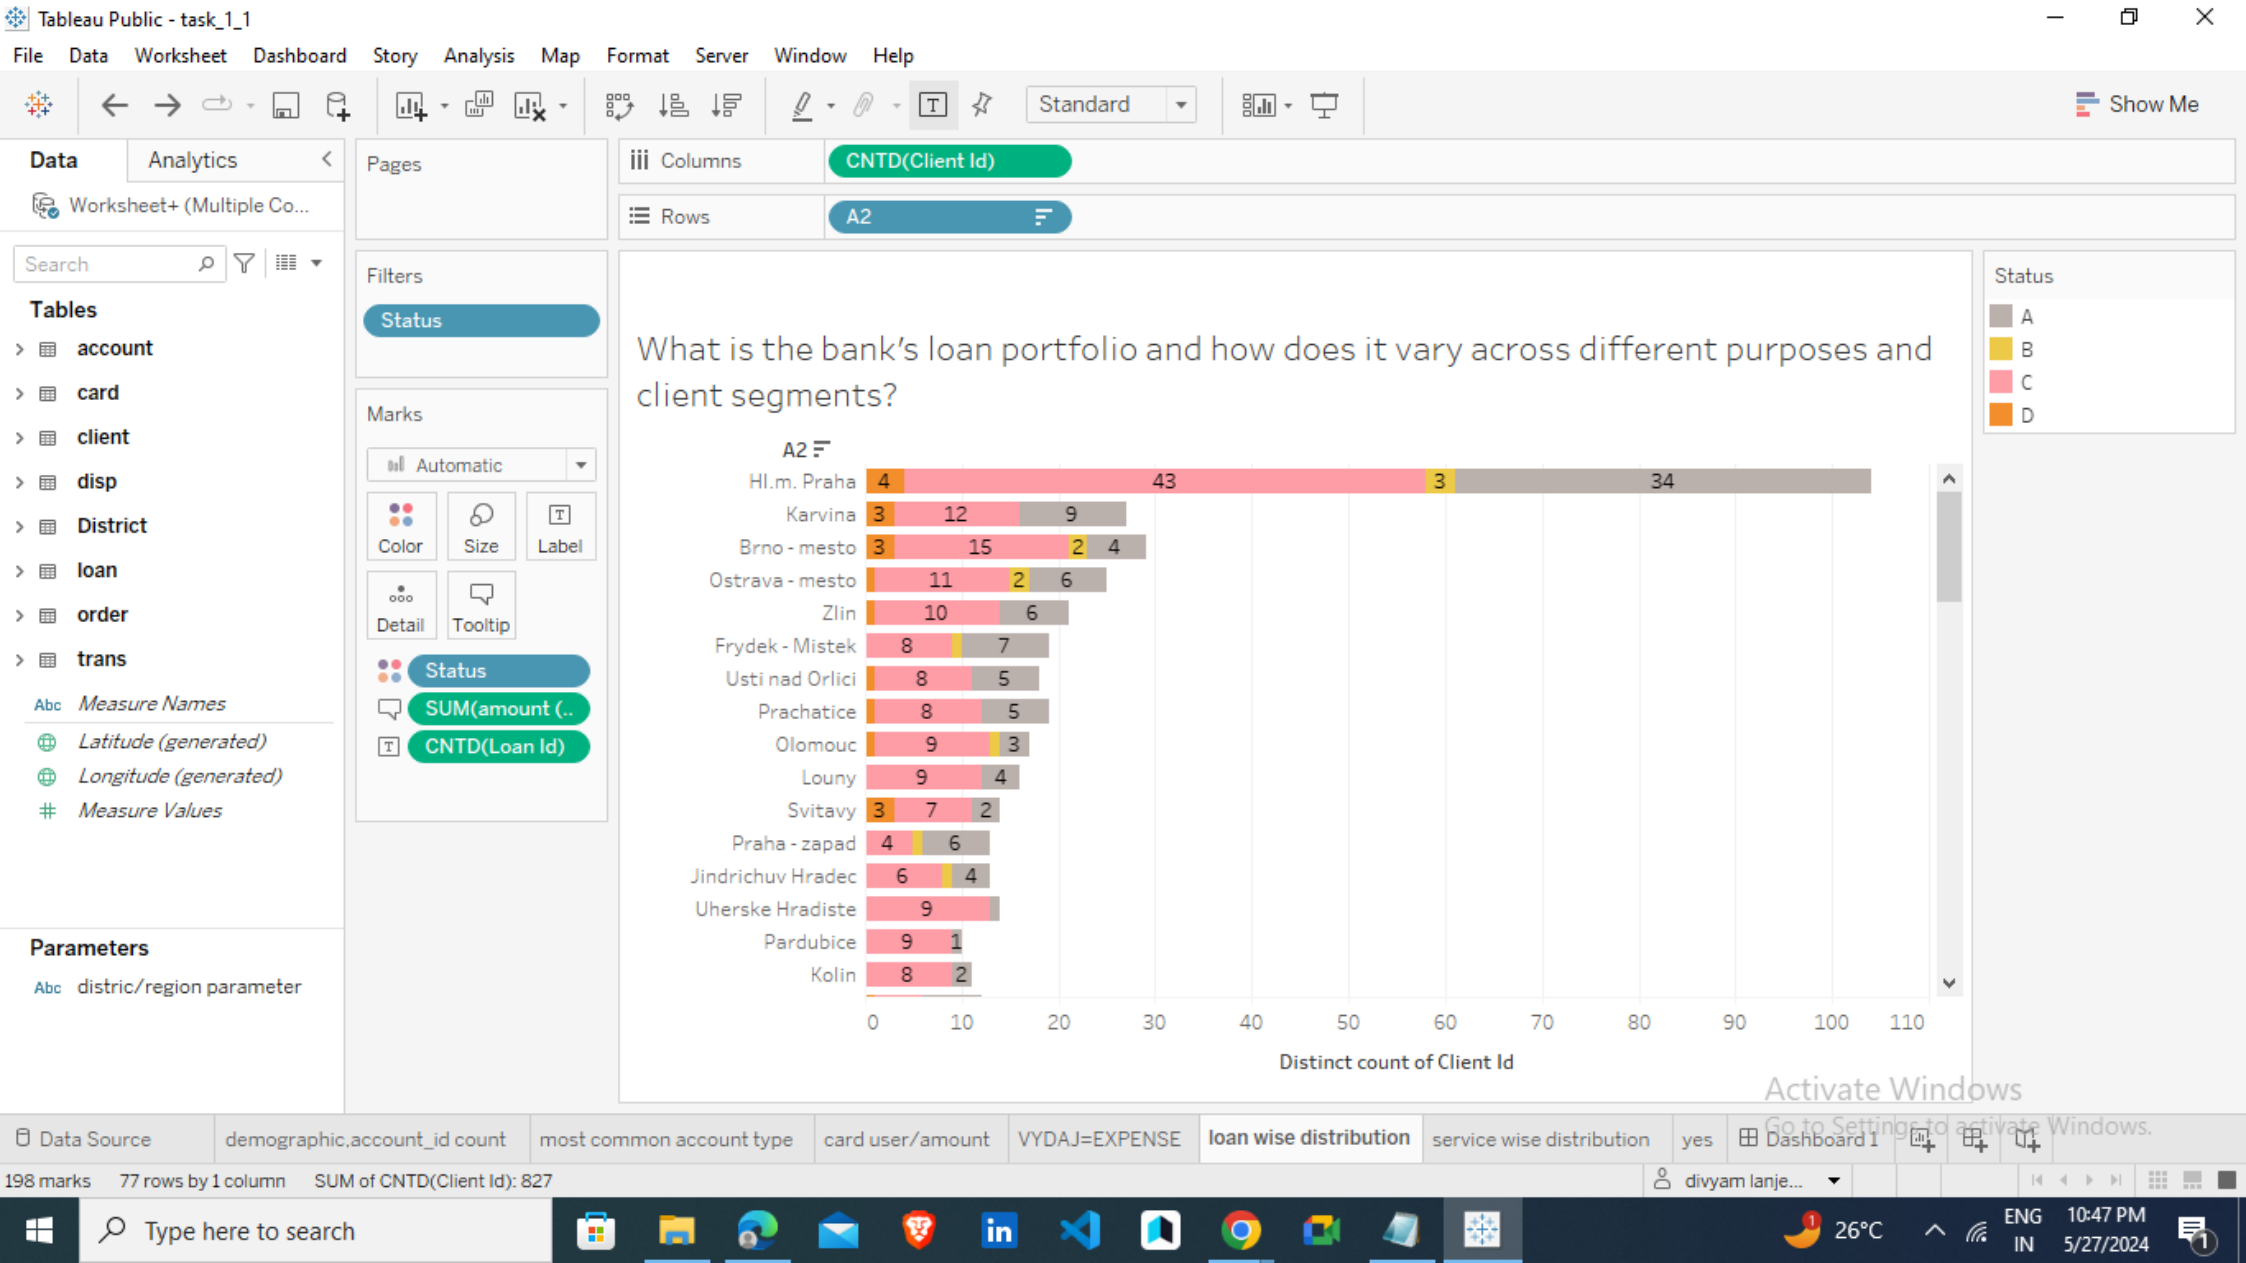 Tableau Public - task_1_1
File Data Worksheet Dashboard Story Analysis Map Format Server Window Help
Standard
Show Me
Data Analytics
Worksheet+ (Multiple Co...
Search
Tables
account
card
client
disp
District
loan
order
trans
Abc Measure Names
Latitude (generated)
Longitude (generated)
# Measure Values
Parameters
Abc distric/region parameter
Pages
Filters
Status
Marks
Automatic
Color Size T Label
Detail Tooltip
Status
SUM(amount (..
T CNTD(Loan Id)
iii Columns CNTD(Client Id)
Rows A2
What is the bank's loan portfolio and how does it vary across different purposes and
client segments?
A2
Hl.m. Praha 4 43 3 34
Karvina 3 12 9
Brno - mesto 3 15 2 4
Ostrava - mesto 11 2 6
Zlin 10 6
Frydek - Mistek 8 7
Usti nad Orlici 8 5
Prachatice 8 5
Olomouc 9 3
Louny 9 4
Svitavy 3 7 2
Praha - zapad 4 6
Jindrichuv Hradec 6 4
Uherske Hradiste 9
Pardubice 9 1
Kolin 8 2
0 10 20 30 40 50 60 70 80 90 100 110
Distinct count of Client Id
Status
A
B
C
D
Activate Windows
Go to Settings to activate Windows.
Data Source demographic,account_id count most common account type card user/amount VYDAJ=EXPENSE loan wise distribution service wise distribution yes Dashboard 1
198 marks 77 rows by 1 column SUM of CNTD(Client Id): 827 divyam lanje...
Type here to search
in
1
26°C
ENG
IN
10:47 PM
5/27/2024
1